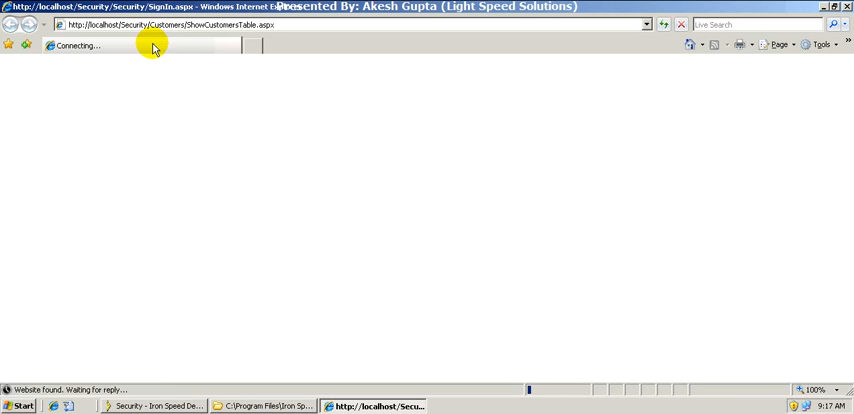 http://localhost/Security/Security/SignIn.aspx - Windows Internet
Presented By: Akesh Gupta (Light Speed Solutions)
http://localhost/Security/Customers/ShowCustomersTable.aspx
Live Search
Connecting...
Page
Tools
Website found. Waiting for reply...
100%
Start
Security - Iron Speed De...
C:\Program Files\Iron Sp...
http://localhost/Secu...
9:17 AM